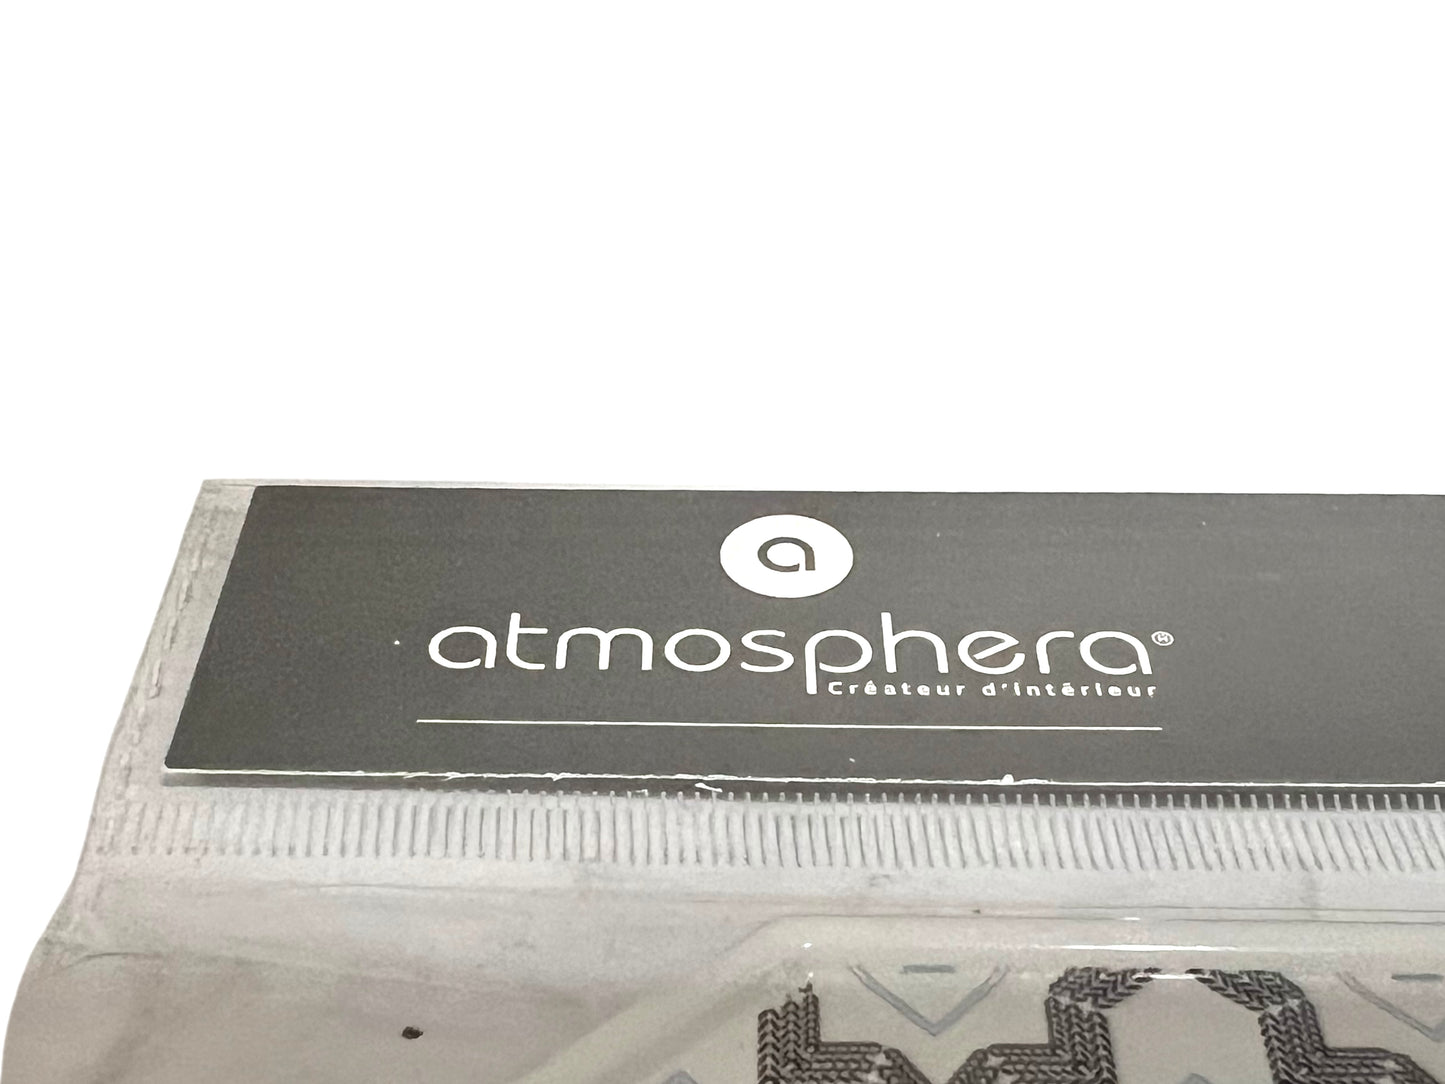 a
atmosphera®
Créateur d'intérieur